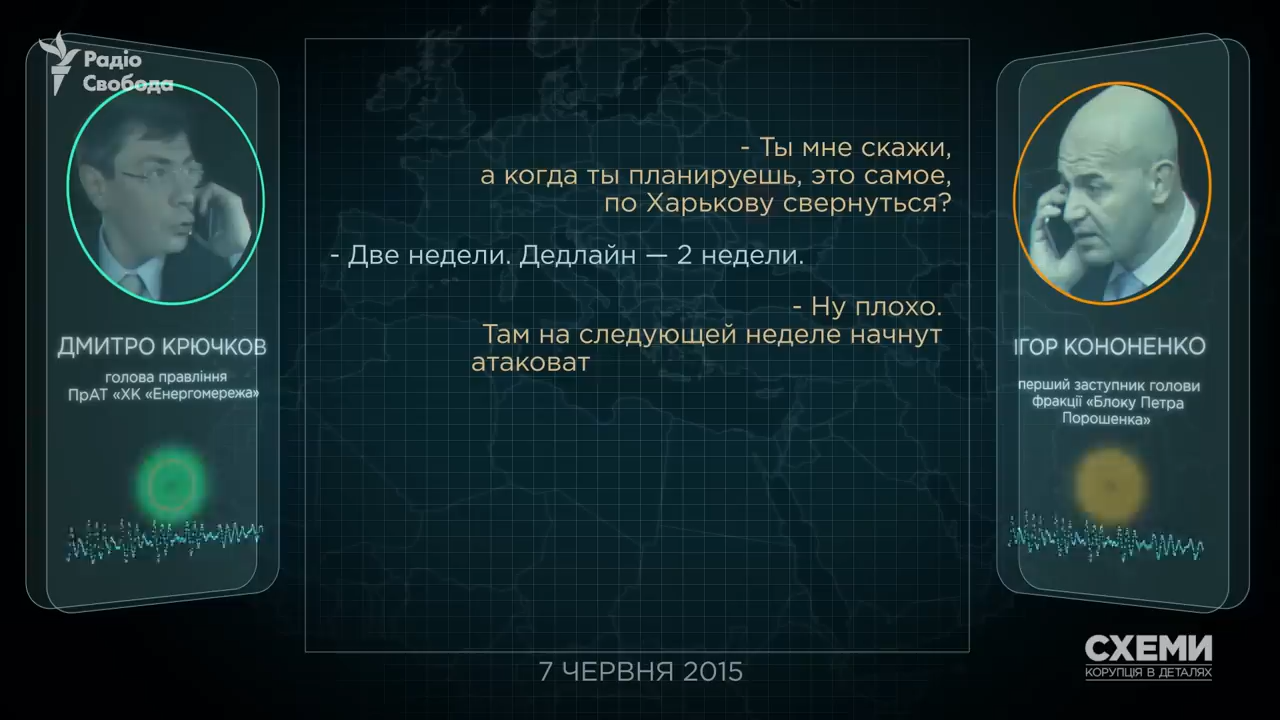 Радіо
Свобода
ДМИТРО КРЮЧКОВ
голова правління
ПрАТ «ХК «Енергомережа»
- Ты мне скажи,
а когда ты планируешь, это самое,
по Харькову свернуться?
- Две недели. Дедлайн — 2 недели.
- Ну плохо.
Там на следующей неделе начнут
атаковат
ІГОР КОНОНЕНКО
перший заступник голови
фракції «Блоку Петра
Порошенка»
7 ЧЕРВНЯ 2015
СХЕМИ
КОРУПЦІЯ В ДЕТАЛЯХ